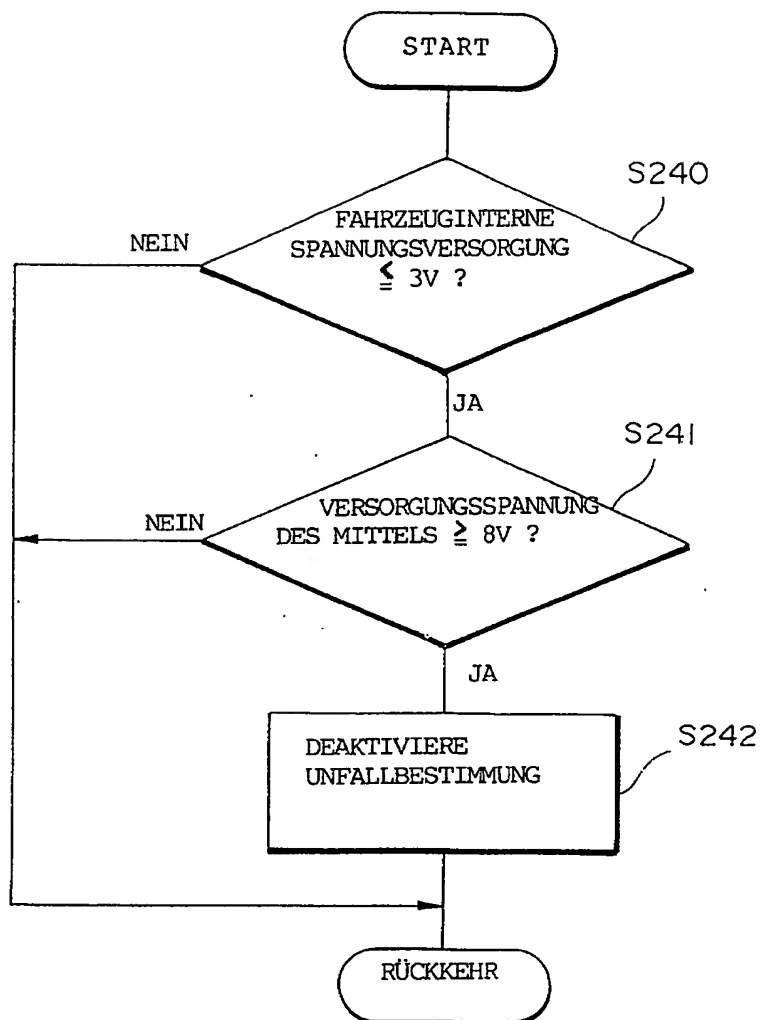 START
S240
FAHRZEUGINTERNE
SPANNUNGSVERSORGUNG
≦ 3V ?
NEIN
JA
S241
VERSORGUNGSSPANNUNG
DES MITTELS ≧ 8V ?
NEIN
JA
S242
DEAKTIVIERE
UNFALLBESTIMMUNG
RÜCKKEHR